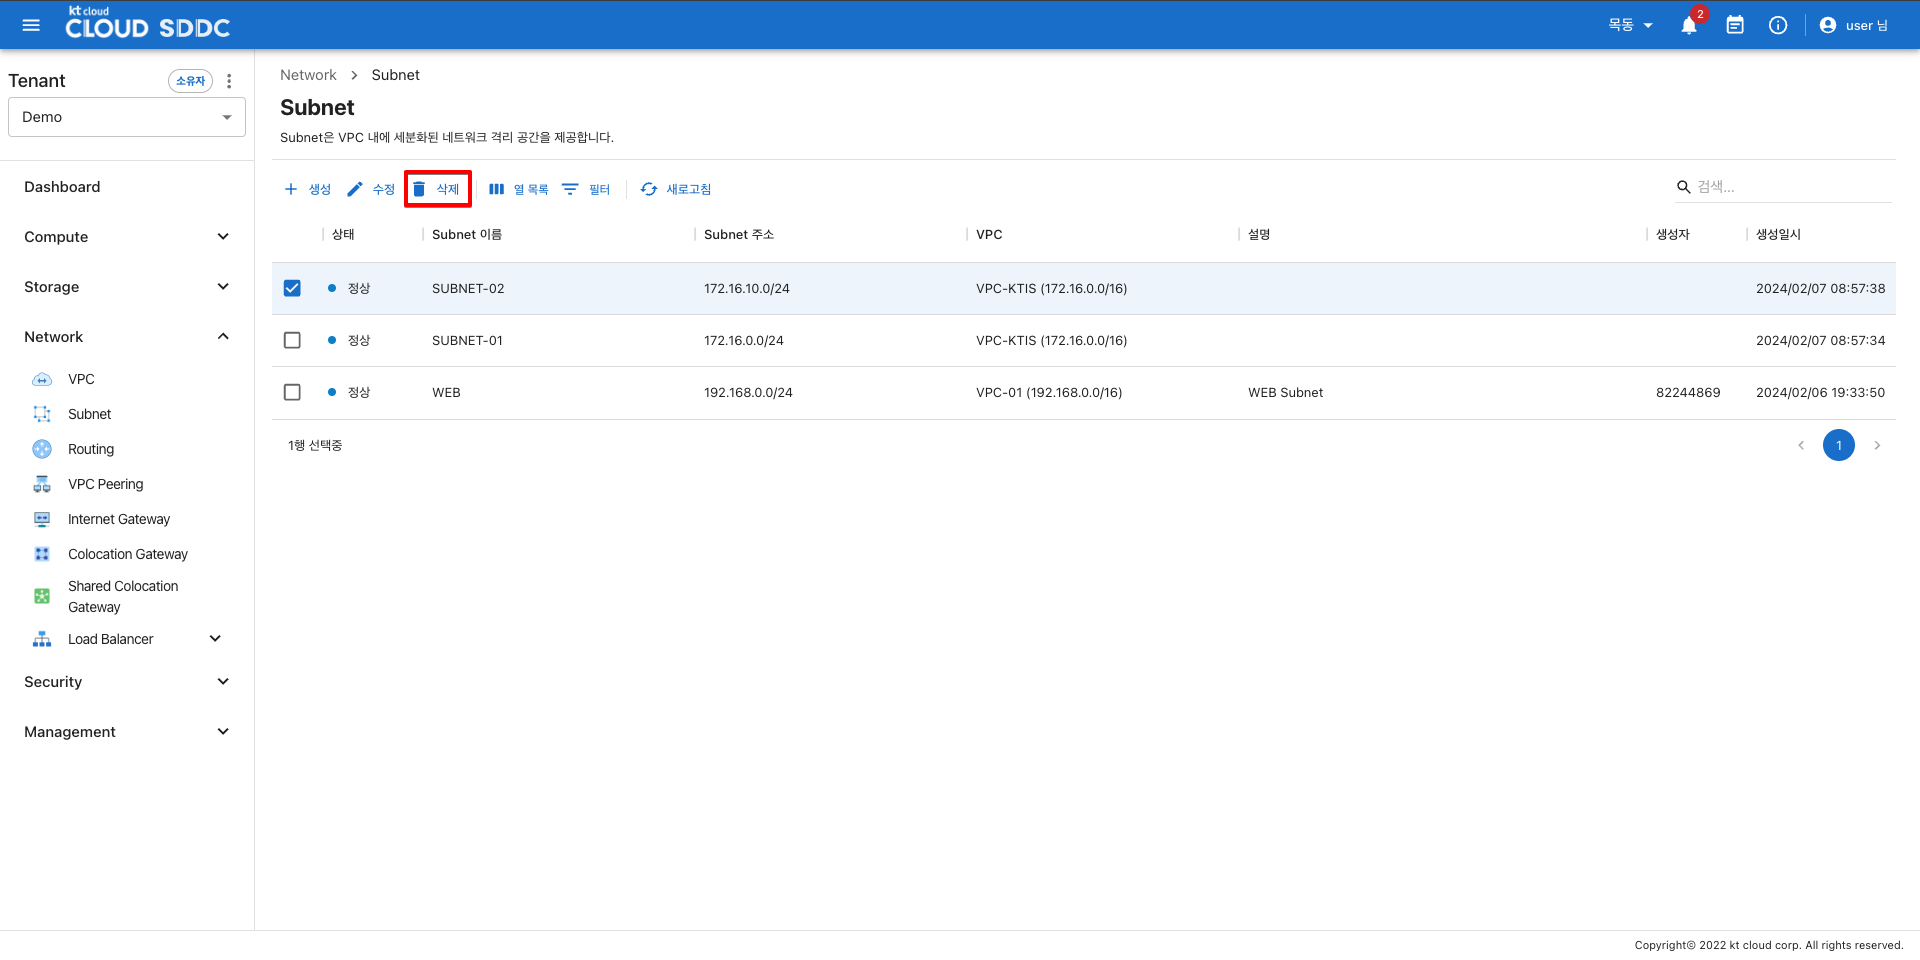 kt cloud
CLOUD SDDC
목동
2
user 님
Tenant
소유자
Demo
Dashboard
Compute
Storage
Network
VPC
Subnet
Routing
VPC Peering
Internet Gateway
Colocation Gateway
Shared Colocation
Gateway
Load Balancer
Security
Management
Network > Subnet
Subnet
Subnet은 VPC 내에 세분화된 네트워크 격리 공간을 제공합니다.
생성 수정 삭제 열 목록 필터 새로고침
검색...
상태 Subnet 이름 Subnet 주소 VPC 설명 생성자 생성일시
정상 SUBNET-02 172.16.10.0/24 VPC-KTIS (172.16.0.0/16) 2024/02/07 08:57:38
정상 SUBNET-01 172.16.0.0/24 VPC-KTIS (172.16.0.0/16) 2024/02/07 08:57:34
정상 WEB 192.168.0.0/24 VPC-01 (192.168.0.0/16) WEB Subnet 82244869 2024/02/06 19:33:50
1행 선택중
1
Copyright© 2022 kt cloud corp. All rights reserved.